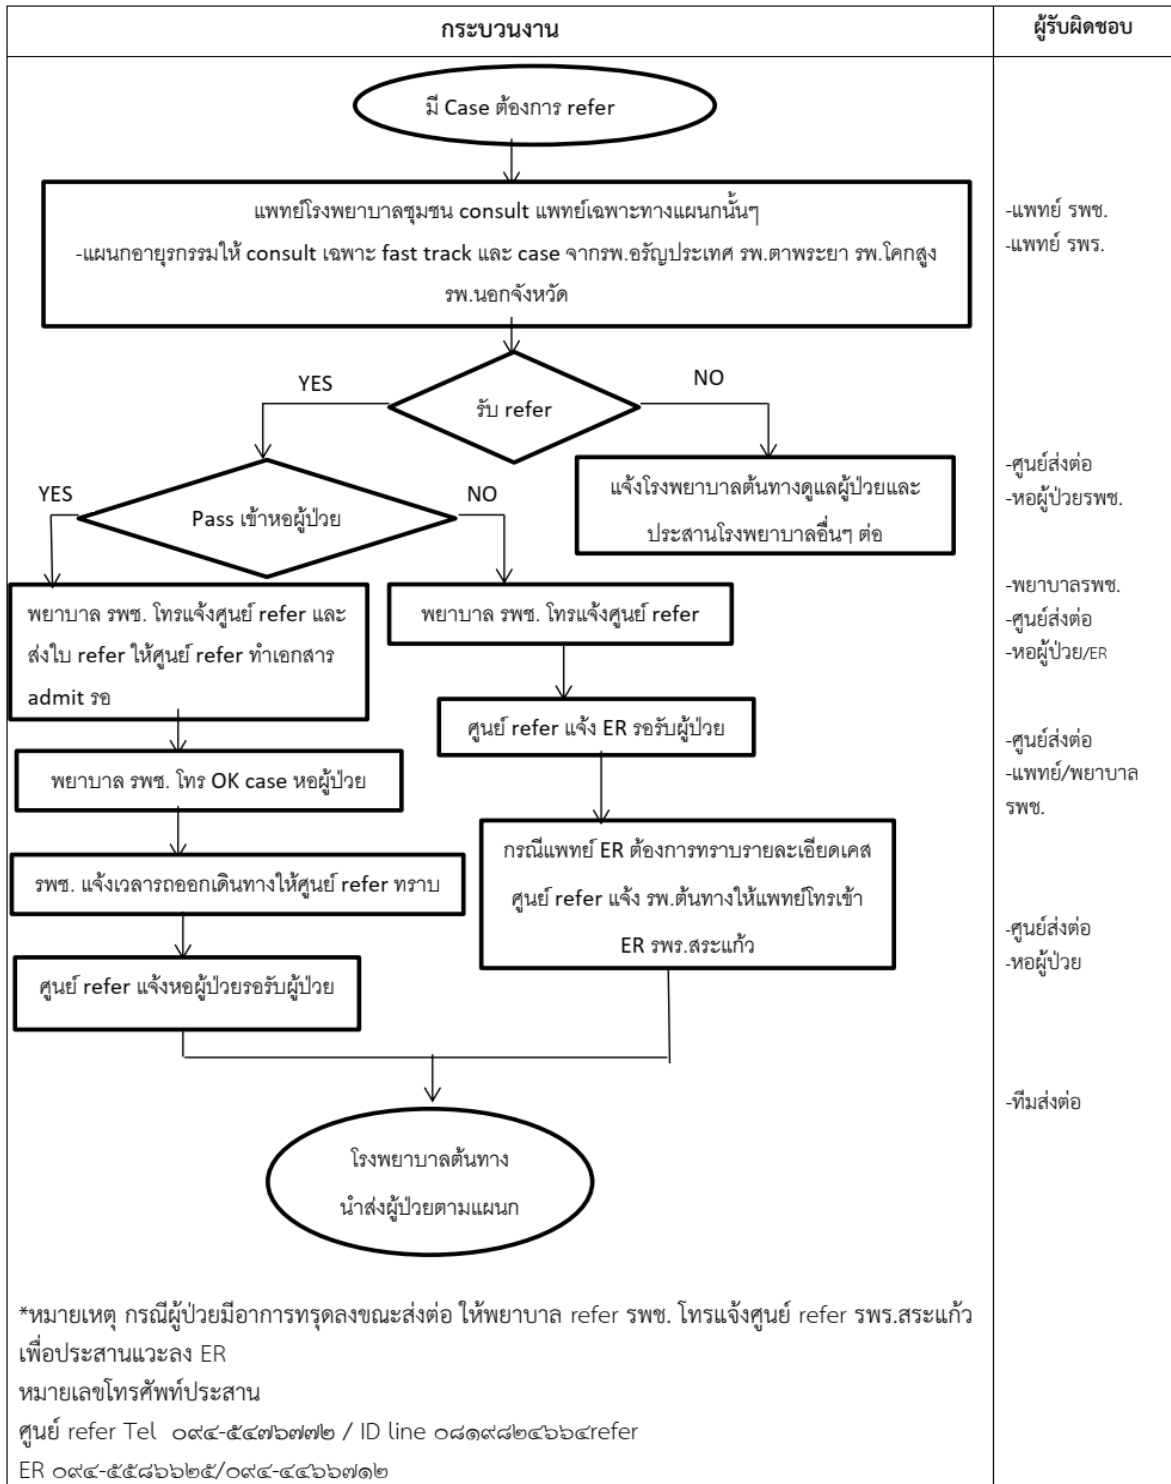 กระบวนงาน
ผู้รับผิดชอบ
มี Case ต้องการ refer
แพทย์โรงพยาบาลชุมชน consult แพทย์เฉพาะทางแผนกนั้นๆ
-แผนกอายุรกรรมให้ consult เฉพาะ fast track และ case จากรพ.อรัญประเทศ รพ.ตาพระยา รพ.โคกสูง
รพ.นอกจังหวัด
-แพทย์ รพช.
-แพทย์ รพร.
YES
NO
รับ refer
แจ้งโรงพยาบาลต้นทางดูแลผู้ป่วยและ
ประสานโรงพยาบาลอื่นๆ ต่อ
-ศูนย์ส่งต่อ
-หอผู้ป่วยรพช.
YES
NO
Pass เข้าหอผู้ป่วย
พยาบาล รพช. โทรแจ้งศูนย์ refer และ
ส่งใบ refer ให้ศูนย์ refer ทำเอกสาร
admit รอ
พยาบาล รพช. โทรแจ้งศูนย์ refer
-พยาบาลรพช.
-ศูนย์ส่งต่อ
-หอผู้ป่วย/ER
ศูนย์ refer แจ้ง ER รอรับผู้ป่วย
พยาบาล รพช. โทร OK case หอผู้ป่วย
-ศูนย์ส่งต่อ
-แพทย์/พยาบาล
รพช.
กรณีแพทย์ ER ต้องการทราบรายละเอียดเคส
ศูนย์ refer แจ้ง รพ.ต้นทางให้แพทย์โทรเข้า
ER รพร.สระแก้ว
รพช. แจ้งเวลารถออกเดินทางให้ศูนย์ refer ทราบ
ศูนย์ refer แจ้งหอผู้ป่วยรอรับผู้ป่วย
-ศูนย์ส่งต่อ
-หอผู้ป่วย
-ทีมส่งต่อ
โรงพยาบาลต้นทาง
นำส่งผู้ป่วยตามแผนก
*หมายเหตุ กรณีผู้ป่วยมีอาการทรุดลงขณะส่งต่อ ให้พยาบาล refer รพช. โทรแจ้งศูนย์ refer รพร.สระแก้ว
เพื่อประสานแวะลง ER
หมายเลขโทรศัพท์ประสาน
ศูนย์ refer Tel ๐๙๔-๕๔๗๖๗๗๒ / ID line ๐๘๑๙๘๒๔๖๖๔refer
ER ๐๙๔-๕๕๘๖๖๒๕/๐๙๔-๔๔๖๖๗๑๒